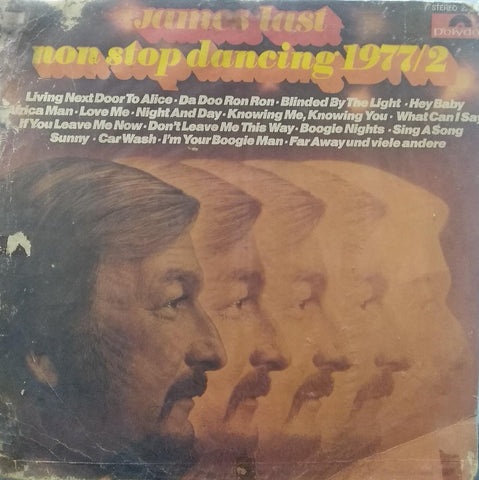 STEREO
Polydor
James Last
non stop dancing 1977/2
Living Next Door To Alice · Da Doo Ron Ron · Blinded By The Light · Hey Baby
Africa Man · Love Me · Night And Day · Knowing Me, Knowing You · What Can I Say
If You Leave Me Now · Don't Leave Me This Way · Boogie Nights · Sing A Song
Sunny · Car Wash · I'm Your Boogie Man · Far Away und viele andere